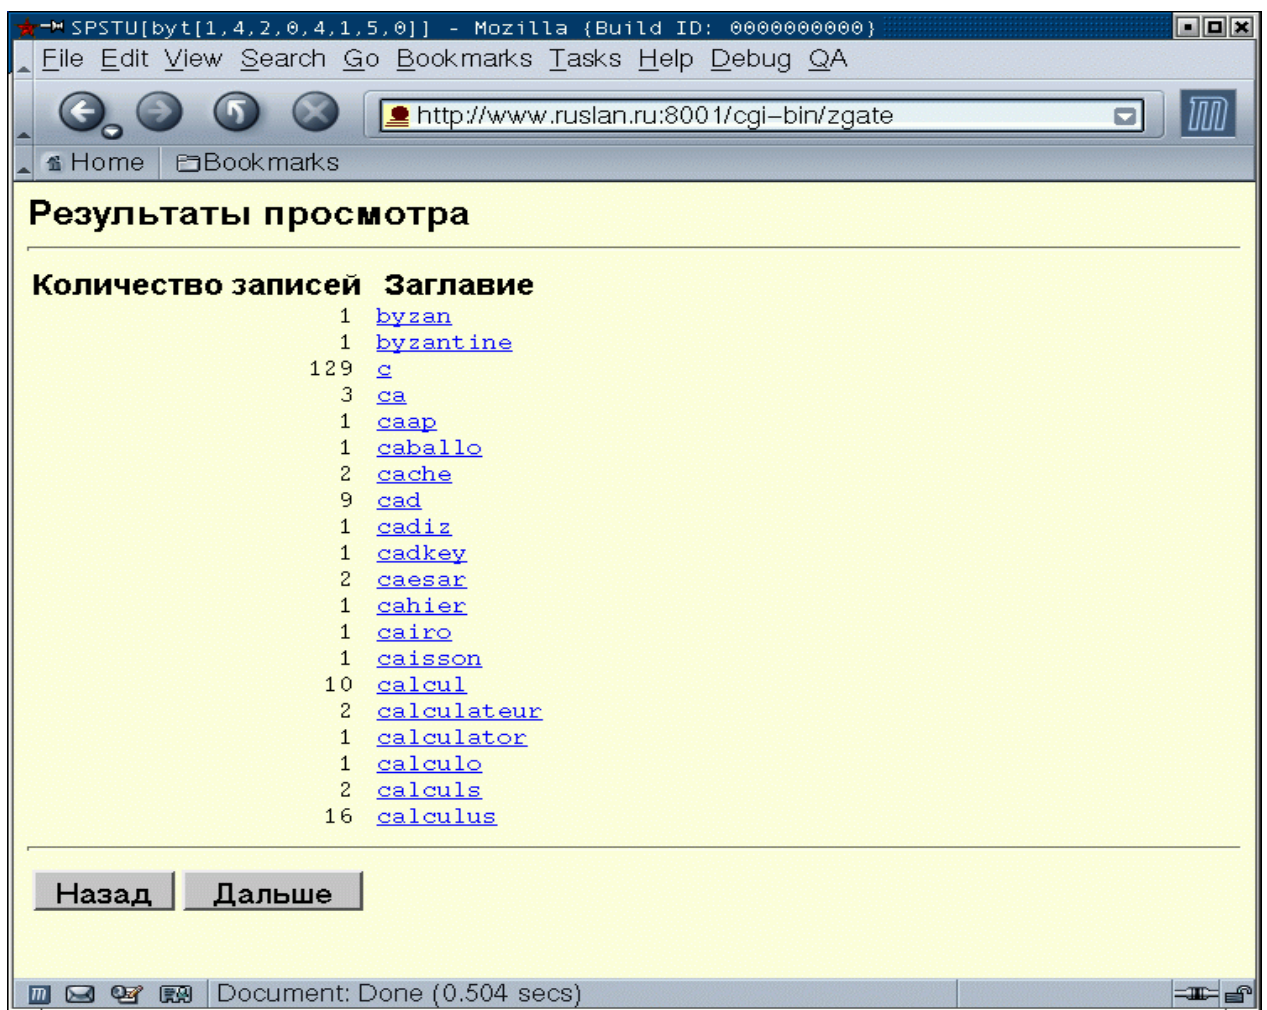 SPSTU[byt[1,4,2,0,4,1,5,0]] - Mozilla {Build ID: 0000000000}
File Edit View Search Go Bookmarks Tasks Help Debug QA
http://www.ruslan.ru:8001/cgi-bin/zgate
Home Bookmarks
Результаты просмотра
Количество записей Заглавие
1 byzan
1 byzantine
129 c
3 ca
1 caap
1 caballo
2 cache
9 cad
1 cadiz
1 cadkey
2 caesar
1 cahier
1 cairo
1 caisson
10 calcul
2 calculateur
1 calculator
1 calculo
2 calculs
16 calculus
Назад Дальше
Document: Done (0.504 secs)